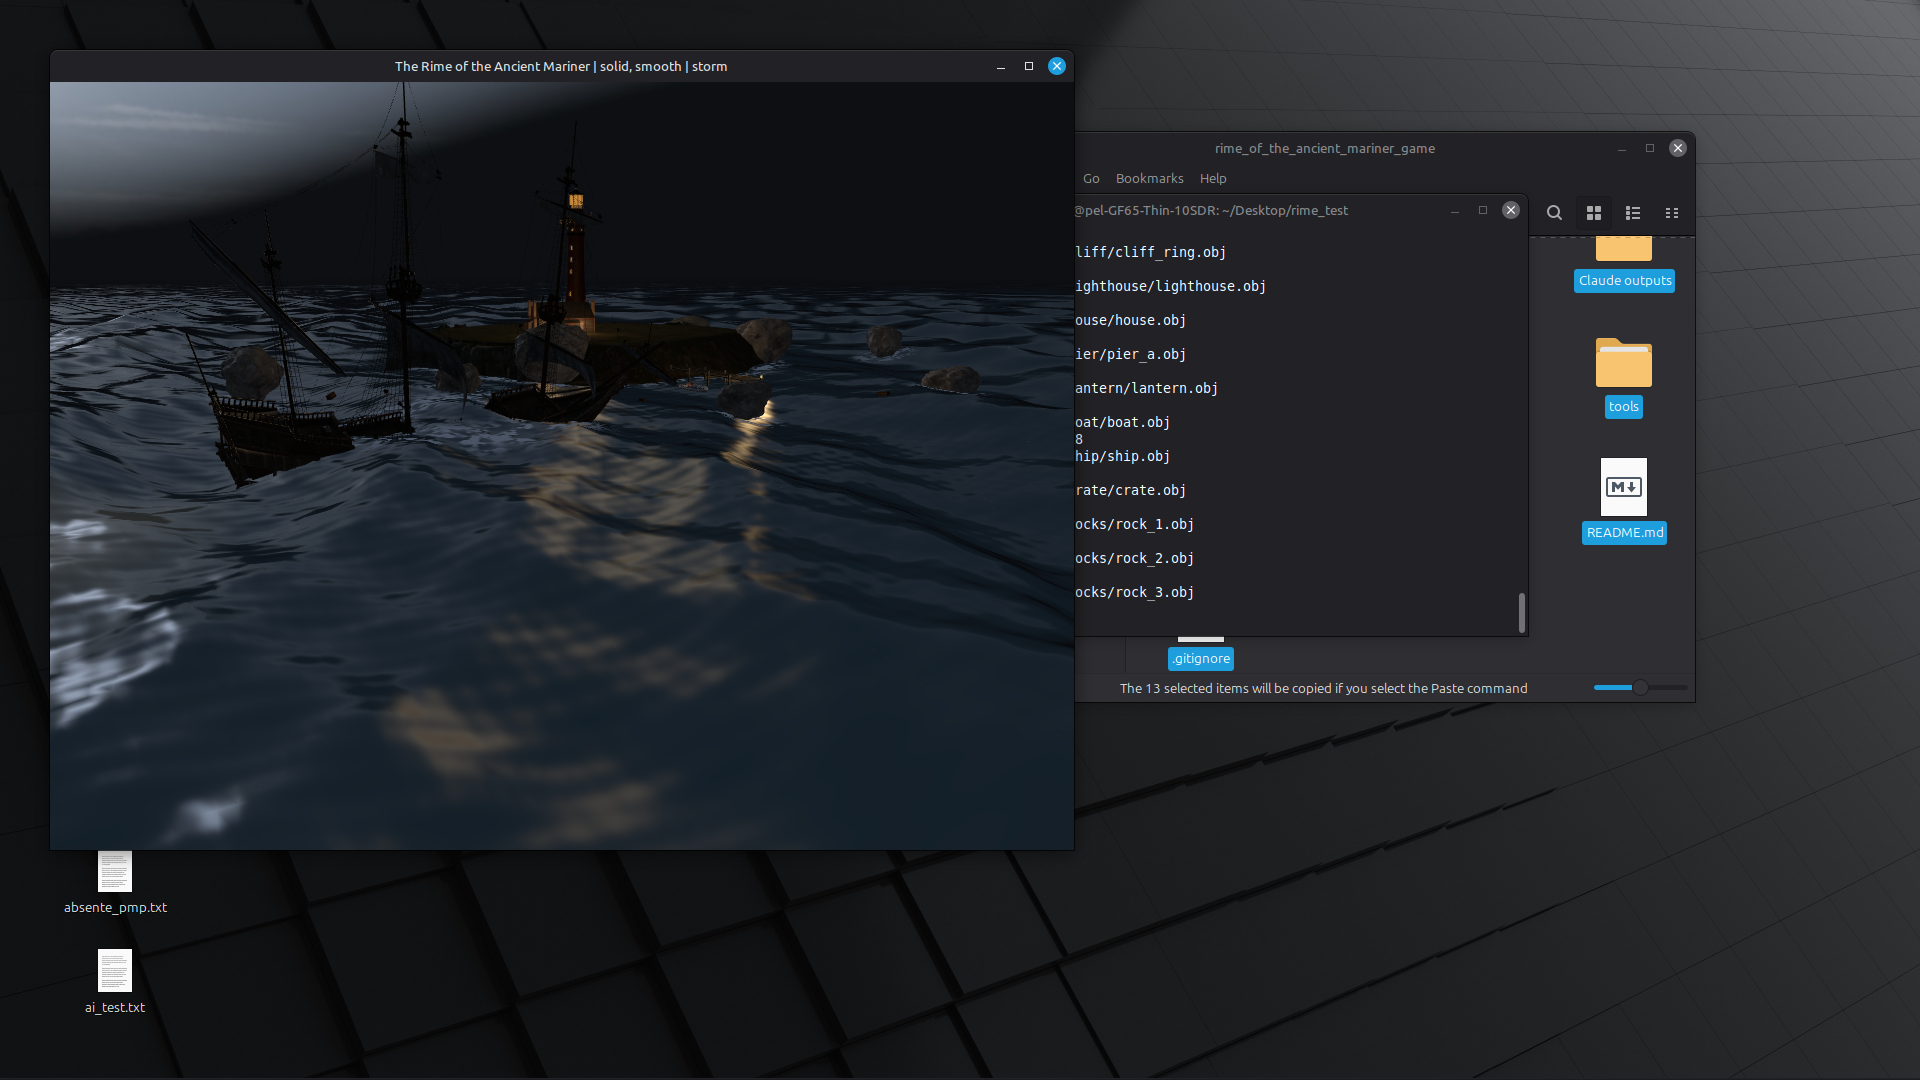 The Rime of the Ancient Mariner | solid, smooth | storm
rime_of_the_ancient_mariner_game
Go Bookmarks Help
@pel-GF65-Thin-10SDR: ~/Desktop/rime_test
liff/cliff_ring.obj
ighthouse/lighthouse.obj
ouse/house.obj
ier/pier_a.obj
antern/lantern.obj
oat/boat.obj
8
hip/ship.obj
rate/crate.obj
ocks/rock_1.obj
ocks/rock_2.obj
ocks/rock_3.obj
Claude outputs
tools
M
README.md
.gitignore
The 13 selected items will be copied if you select the Paste command
absente_pmp.txt
ai_test.txt